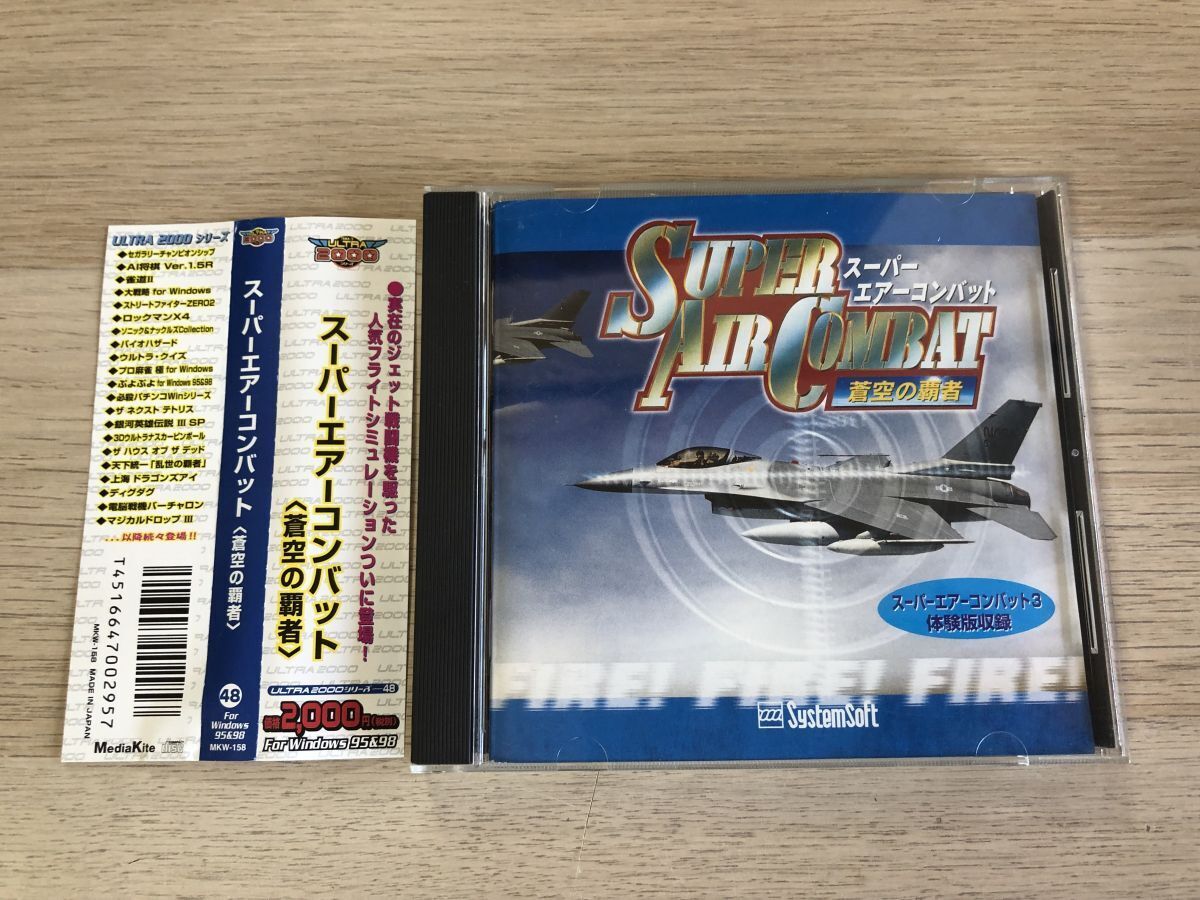 ULTRA 2000 シリーズ
◆セガラリーチャンピオンシップ
◆AI将棋 Ver.1.5R
◆雀道II
◆大戦略 for Windows
◆ストリートファイターZERO2
◆ロックマンX4
◆ソニック&ナックルズCollection
◆バイオハザード
◆ウルトラ・クイズ
◆プロ麻雀 極 for Windows
◆ぷよぷよ for Windows 95&98
◆必殺パチンコWinシリーズ
◆ザ ネクスト テトリス
◆銀河英雄伝説 III SP
◆3Dウルトラナスカーピンボール
◆ザ ハウス オブ ザ デッド
◆天下統一「乱世の覇者」
◆上海 ドラゴンズアイ
◆ディグダグ
◆電脳戦機バーチャロン
◆マジカルドロップ III
...以降続々登場!!
T4516647002957
MKW-158 MADE IN JAPAN
MediaKite
ULTRA
2000
スーパーエアーコンバット〈蒼空の覇者〉
48
For
Windows
95&98
MKW-158
ULTRA
2000
●実在のジェット戦闘機を駆った
人気フライトシミュレーションついに登場!
スーパーエアーコンバット
〈蒼空の覇者〉
ULTRA2000シリーズ—48
価格2,000円(税別)
For Windows 95&98
SUPER
AIR COMBAT
スーパー
エアーコンバット
蒼空の覇者
スーパーエアーコンバット3
体験版収録
FIRE! FIRE! FIRE!
SystemSoft